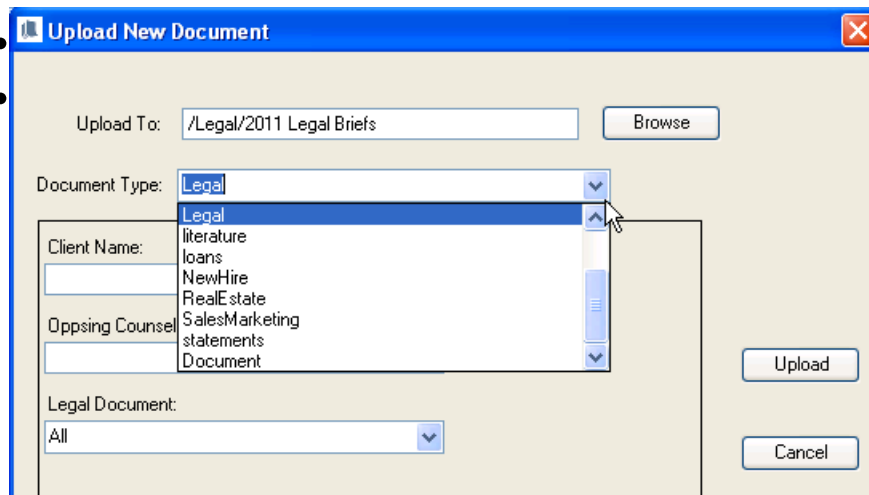 Upload New Document
Upload To: /Legal/2011 Legal Briefs Browse
Document Type: Legal
Legal
literature
loans
NewHire
RealEstate
SalesMarketing
statements
Document
Client Name:
Oppsing Counsel
Legal Document:
All
Upload
Cancel